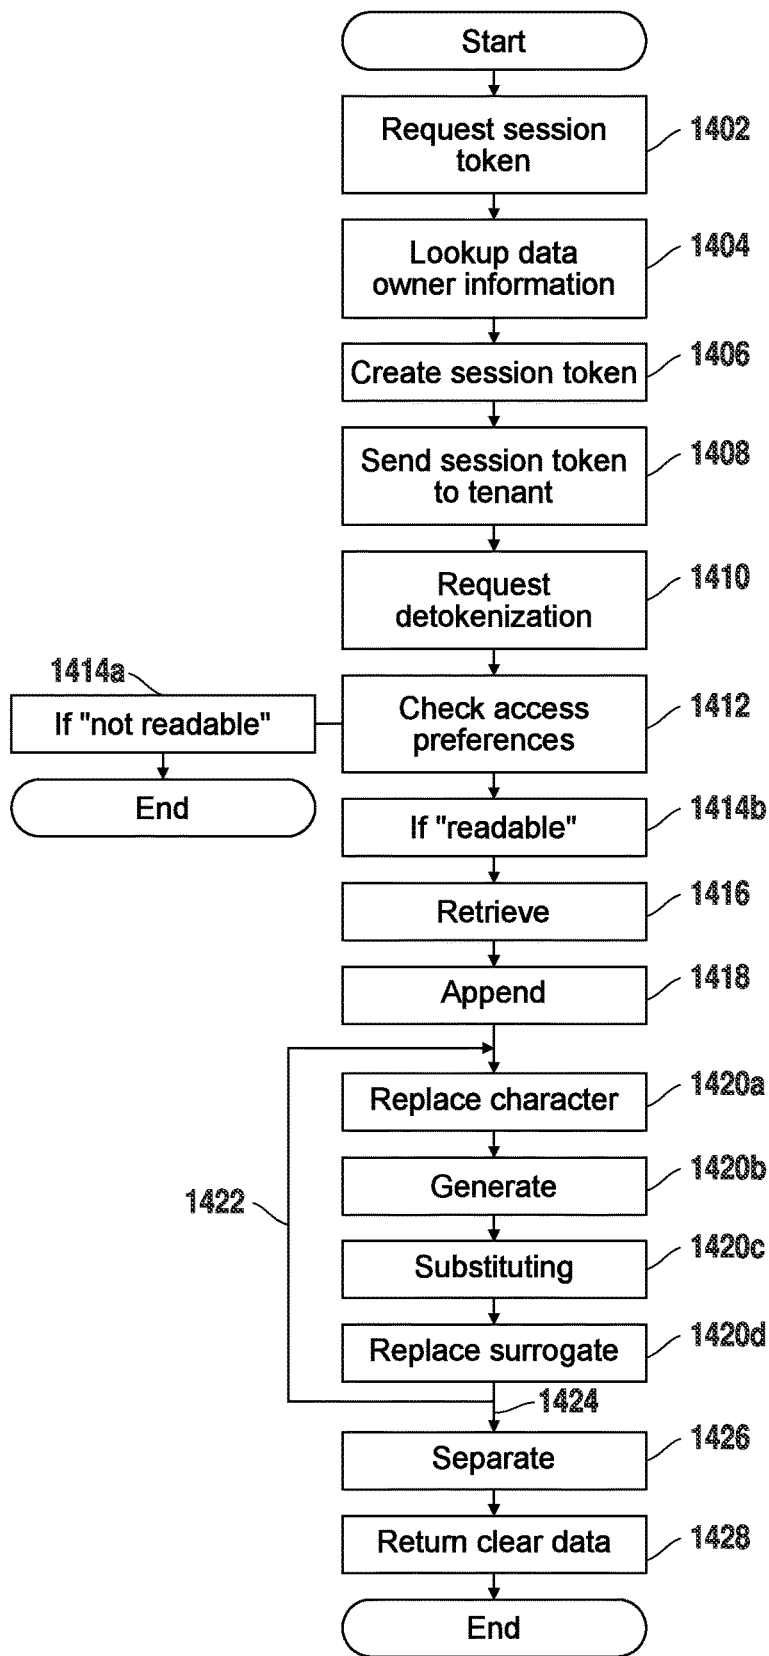 Start
Request session
token
1402
Lookup data
owner information
1404
Create session token
1406
Send session token
to tenant
1408
Request
detokenization
1410
1414a
If "not readable"
Check access
preferences
1412
End
If "readable"
1414b
Retrieve
1416
Append
1418
Replace character
1420a
Generate
1420b
1422
Substituting
1420c
Replace surrogate
1420d
1424
Separate
1426
Return clear data
1428
End